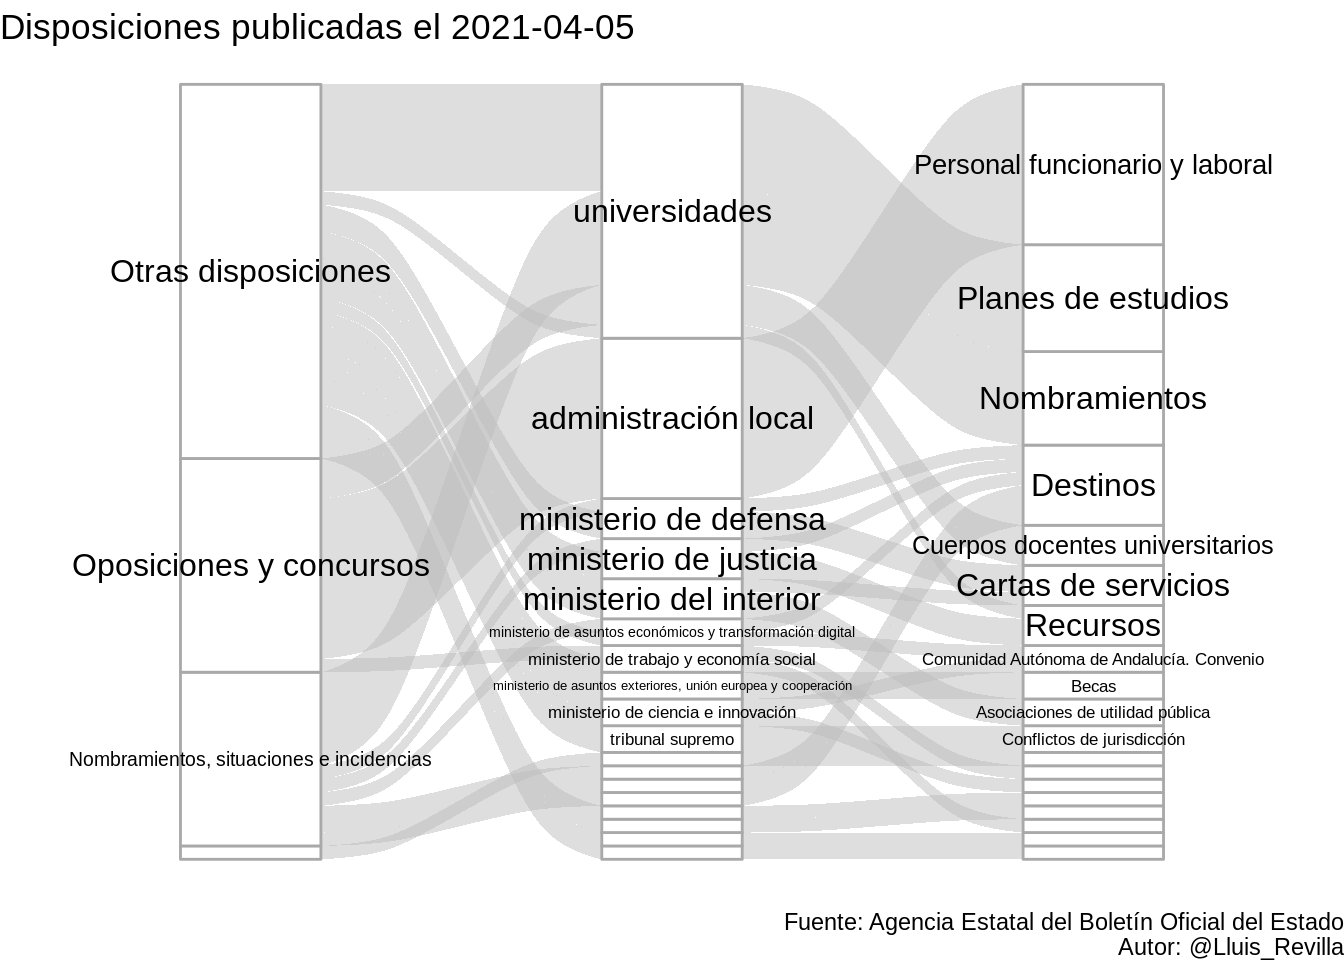 Disposiciones publicadas el 2021-04-05
Otras disposiciones
Oposiciones y concursos
Nombramientos, situaciones e incidencias
universidades
administración local
ministerio de defensa
ministerio de justicia
ministerio del interior
ministerio de asuntos económicos y transformación digital
ministerio de trabajo y economía social
ministerio de asuntos exteriores, unión europea y cooperación
ministerio de ciencia e innovación
tribunal supremo
Personal funcionario y laboral
Planes de estudios
Nombramientos
Destinos
Cuerpos docentes universitarios
Cartas de servicios
Recursos
Comunidad Autónoma de Andalucía. Convenio
Becas
Asociaciones de utilidad pública
Conflictos de jurisdicción
Fuente: Agencia Estatal del Boletín Oficial del Estado
Autor: @Lluis_Revilla